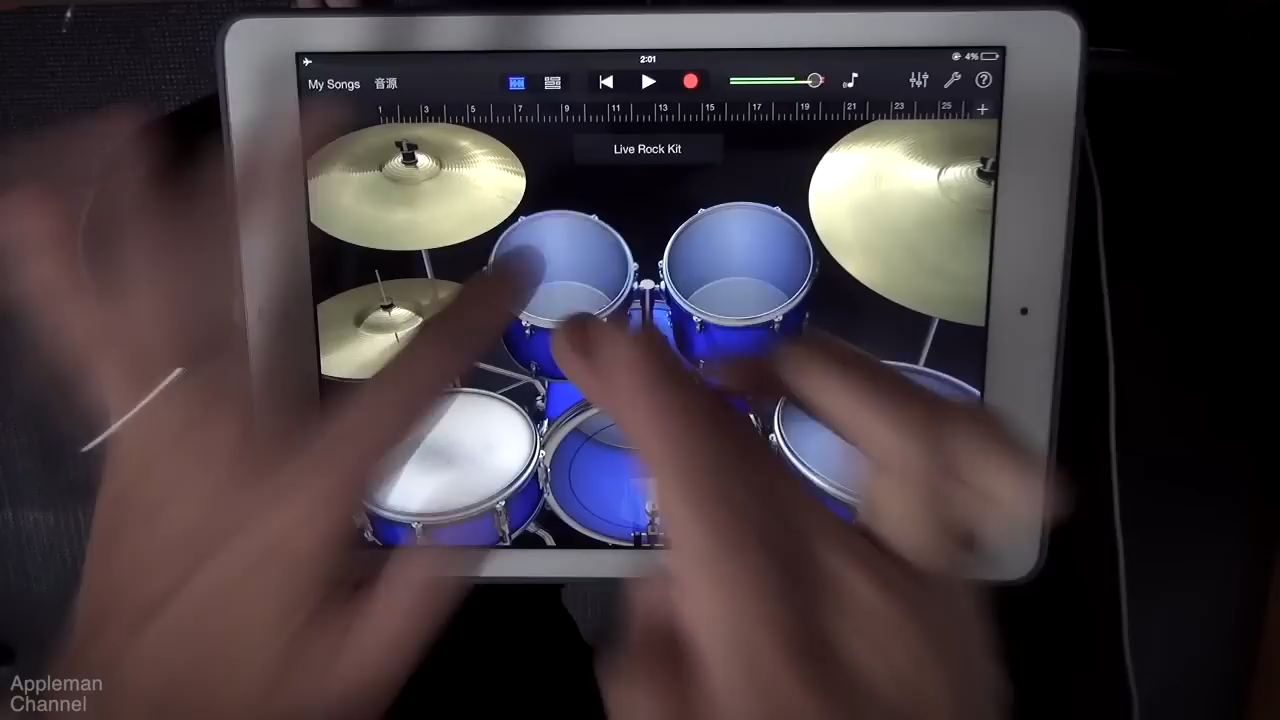 2:01
4%
My Songs
音源
1 3 5 7 9 11 13 15 17 19 21 23 25
Live Rock Kit
Appleman
Channel